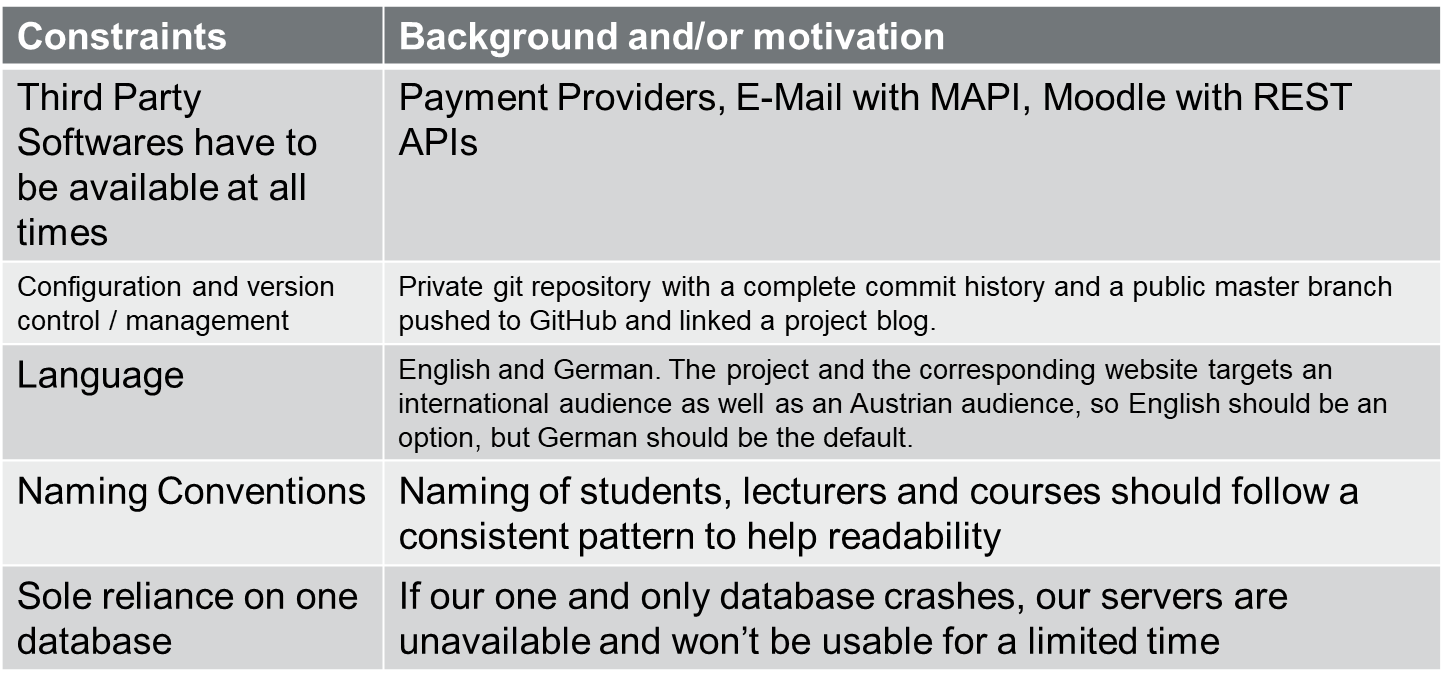 Constraints
Background and/or motivation
Third Party
Softwares have to
be available at all
times
Payment Providers, E-Mail with MAPI, Moodle with REST
APIs
Configuration and version
control / management
Private git repository with a complete commit history and a public master branch
pushed to GitHub and linked a project blog.
Language
English and German. The project and the corresponding website targets an
international audience as well as an Austrian audience, so English should be an
option, but German should be the default.
Naming Conventions
Naming of students, lecturers and courses should follow a
consistent pattern to help readability
Sole reliance on one
database
If our one and only database crashes, our servers are
unavailable and won’t be usable for a limited time